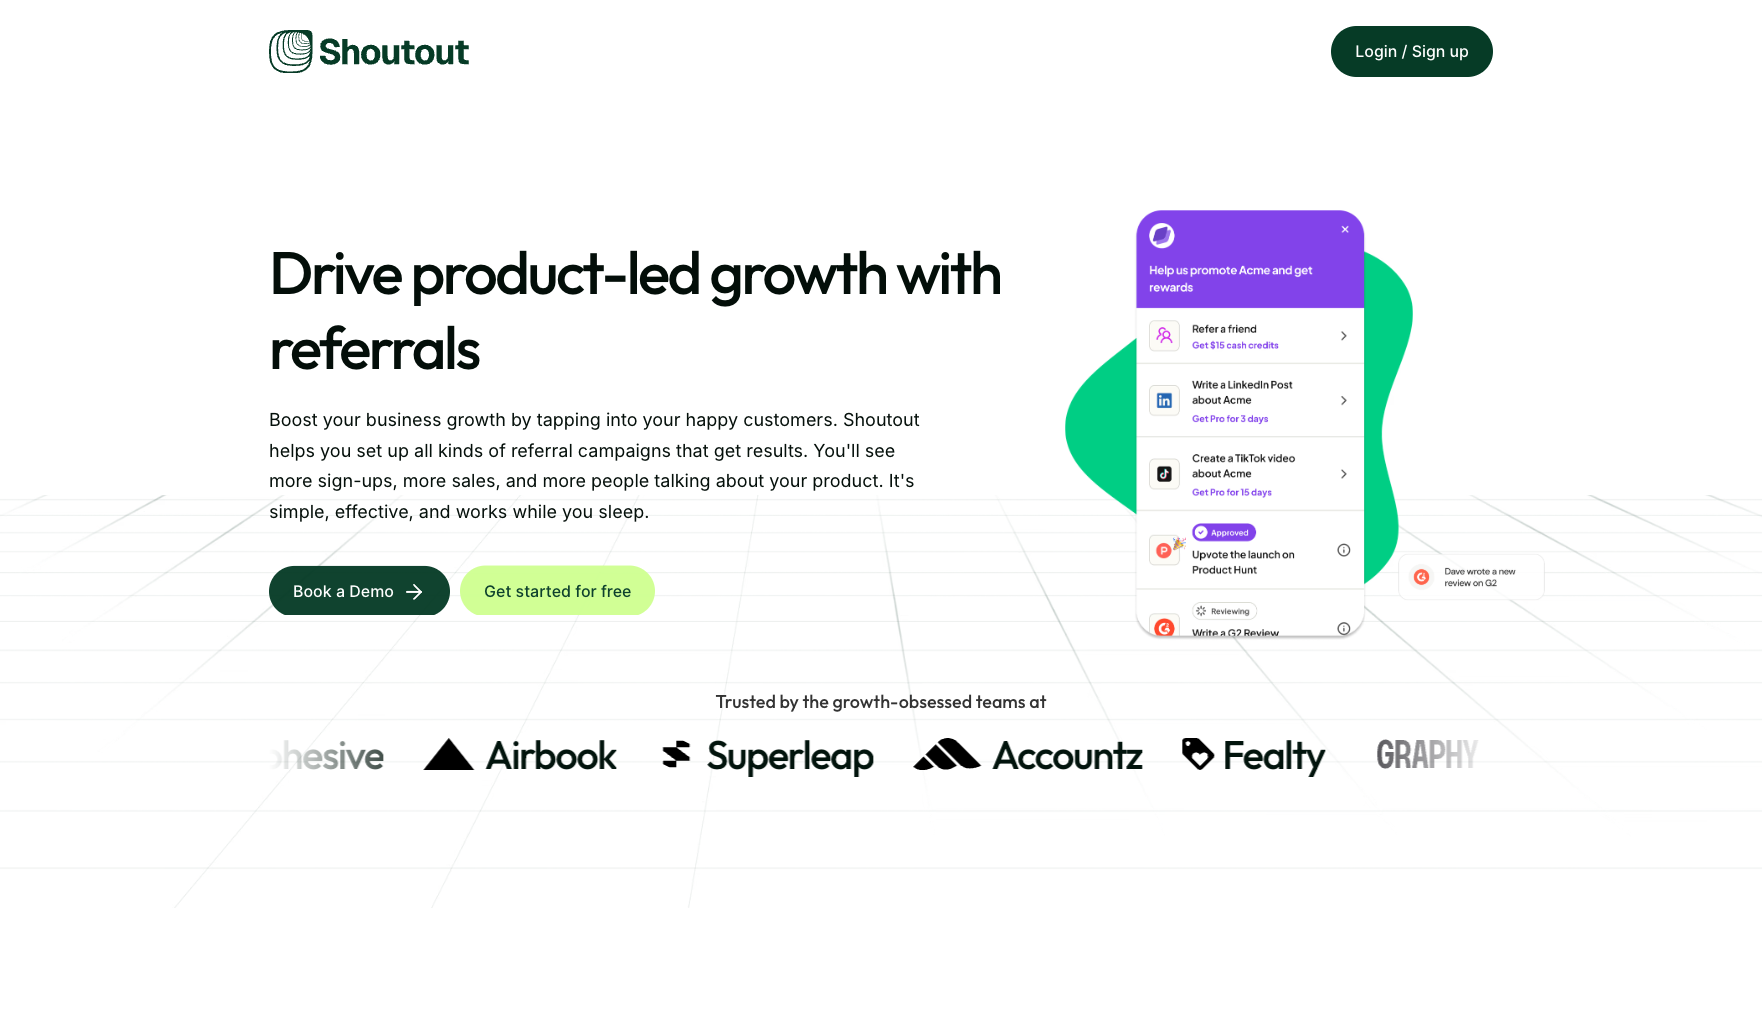 Shoutout
Login / Sign up
Drive product-led growth with
referrals
Boost your business growth by tapping into your happy customers. Shoutout
helps you set up all kinds of referral campaigns that get results. You'll see
more sign-ups, more sales, and more people talking about your product. It's
simple, effective, and works while you sleep.
Book a Demo
Get started for free
Help us promote Acme and get
rewards
Refer a friend
Get $15 cash credits
Write a LinkedIn Post
about Acme
Get Pro for 3 days
Create a TikTok video
about Acme
Get Pro for 15 days
Approved
Upvote the launch on
Product Hunt
Reviewing
Write a G2 Review
Dave wrote a new
review on G2
Trusted by the growth-obsessed teams at
ohesive
Airbook
Superleap
Accountz
Fealty
GRAPHY